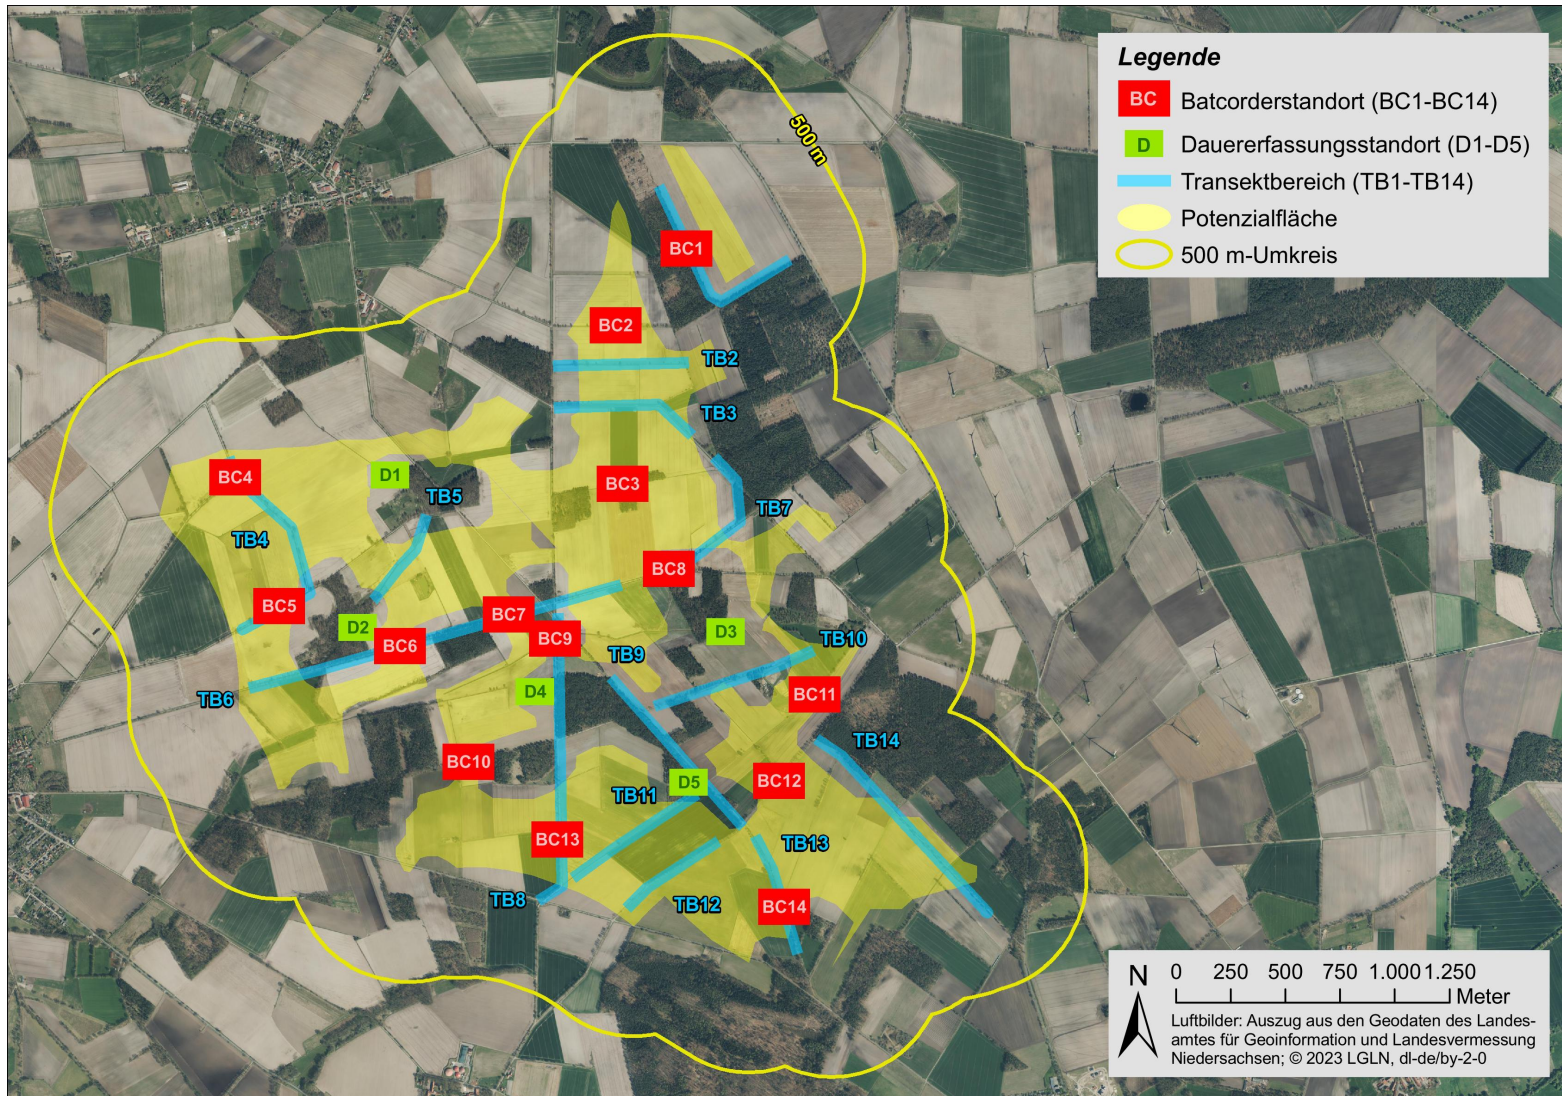 Legende
BC Batcorderstandort (BC1-BC14)
D Dauererfassungsstandort (D1-D5)
Transektbereich (TB1-TB14)
Potenzialfläche
500 m-Umkreis
500 m
BC1
BC2
TB2
TB3
BC4
D1
BC3
TB5
TB7
TB4
BC8
BC5
BC7
D2
D3
BC6
BC9
TB10
TB9
TB6
D4
BC11
TB14
BC10
BC12
D5
TB11
BC13
TB13
TB8
TB12
BC14
N
0 250 500 750 1.000 1.250
Meter
Luftbilder: Auszug aus den Geodaten des Landes-
amtes für Geoinformation und Landesvermessung
Niedersachsen; © 2023 LGLN, dl-de/by-2-0